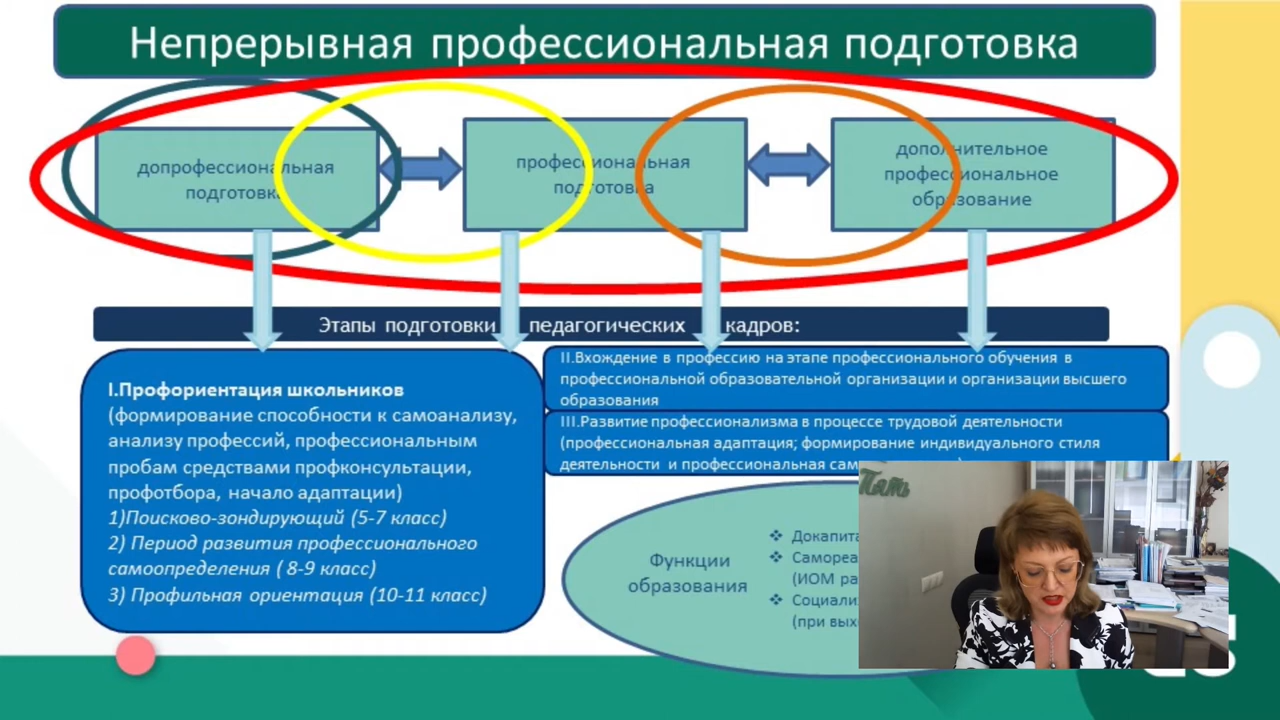 Непрерывная профессиональная подготовка
допрофессиональная
подготовка
профессиональная
подготовка
дополнительное
профессиональное
образование
Этапы подготовки педагогических кадров:
I.Профориентация школьников
(формирование способности к самоанализу,
анализу профессий, профессиональным
пробам средствами профконсультации,
профотбора, начало адаптации)
1)Поисково-зондирующий (5-7 класс)
2) Период развития профессионального
самоопределения ( 8-9 класс)
3) Профильная ориентация (10-11 класс)
II.Вхождение в профессию на этапе профессионального обучения в
профессиональной образовательной организации и организации высшего
образования
III.Развитие профессионализма в процессе трудовой деятельности
(профессиональная адаптация; формирование индивидуального стиля
деятельности и профессиональная
Функции
образования
(ИОМ
(при
Пять